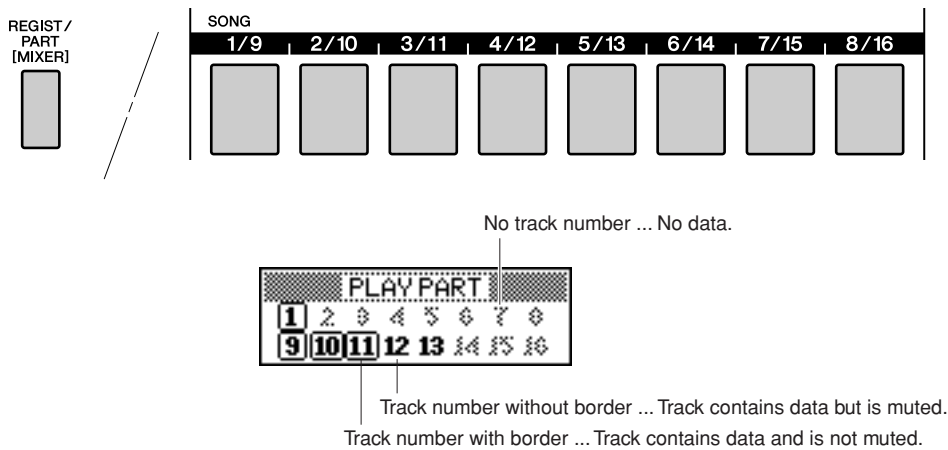 REGIST/
PART
[MIXER]
SONG
1/9 2/10 3/11 4/12 5/13 6/14 7/15 8/16
No track number ... No data.
PLAY PART
1 2 3 4 5 6 7 8
9 10 11 12 13 14 15 16
Track number without border ... Track contains data but is muted.
Track number with border ... Track contains data and is not muted.